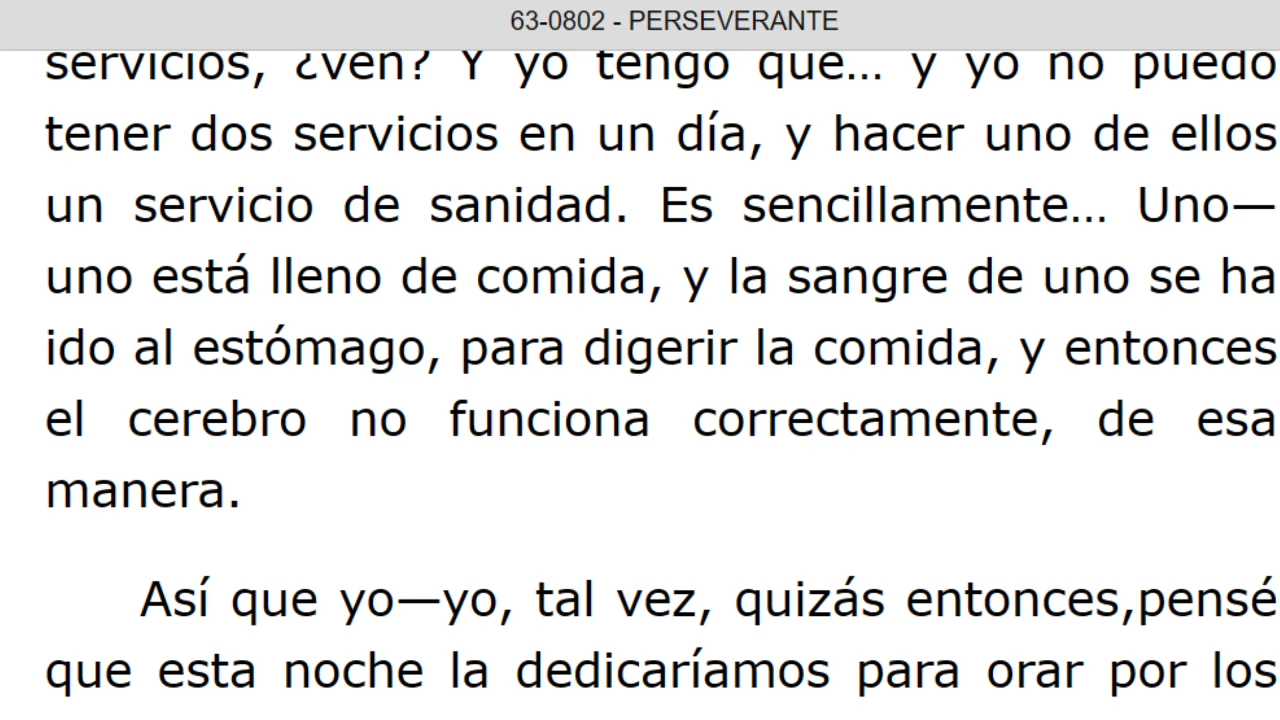 63-0802 - PERSEVERANTE
servicios, ¿ven? Y yo tengo que... y yo no puedo
tener dos servicios en un día, y hacer uno de ellos
un servicio de sanidad. Es sencillamente... Uno—
uno está lleno de comida, y la sangre de uno se ha
ido al estómago, para digerir la comida, y entonces
el cerebro no funciona correctamente, de esa
manera.
Así que yo—yo, tal vez, quizás entonces,pensé
que esta noche la dedicaríamos para orar por los